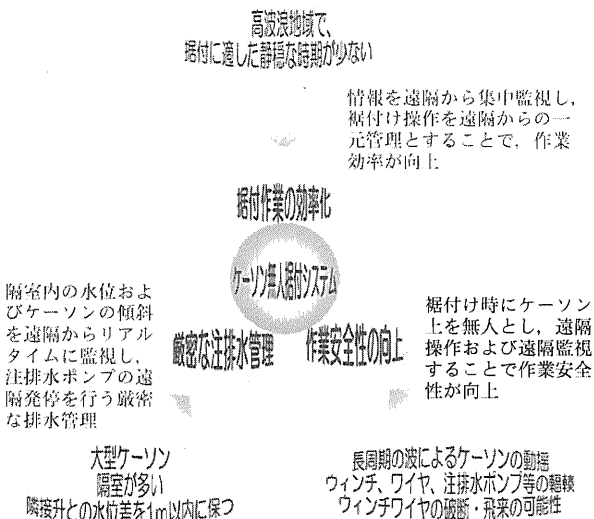 高波浪地域で、
据付に適した静穏な時期が少ない
情報を遠隔から集中監視し，
裾付け操作を遠隔からの一
元管理とすることで，作業
効率が向上
据付作業の効率化
ケーソン無人据付システム
厳密な注排水管理
作業安全性の向上
隔室内の水位およ
びケーソンの傾斜
を遠隔からリアル
タイムに監視し，
注排水ポンプの遠
隔発停を行う厳密
な排水管理
裾付け時にケーソン
上を無人とし，遠隔
操作および遠隔監視
することで作業安全
性が向上
大型ケーソン
隔室が多い
隣接升との水位差を1m以内に保つ
長周期の波によるケーソンの動揺
ウィンチ、ワイヤ、注排水ポンプ等の輻輳
ウィンチワイヤの破断・飛来の可能性